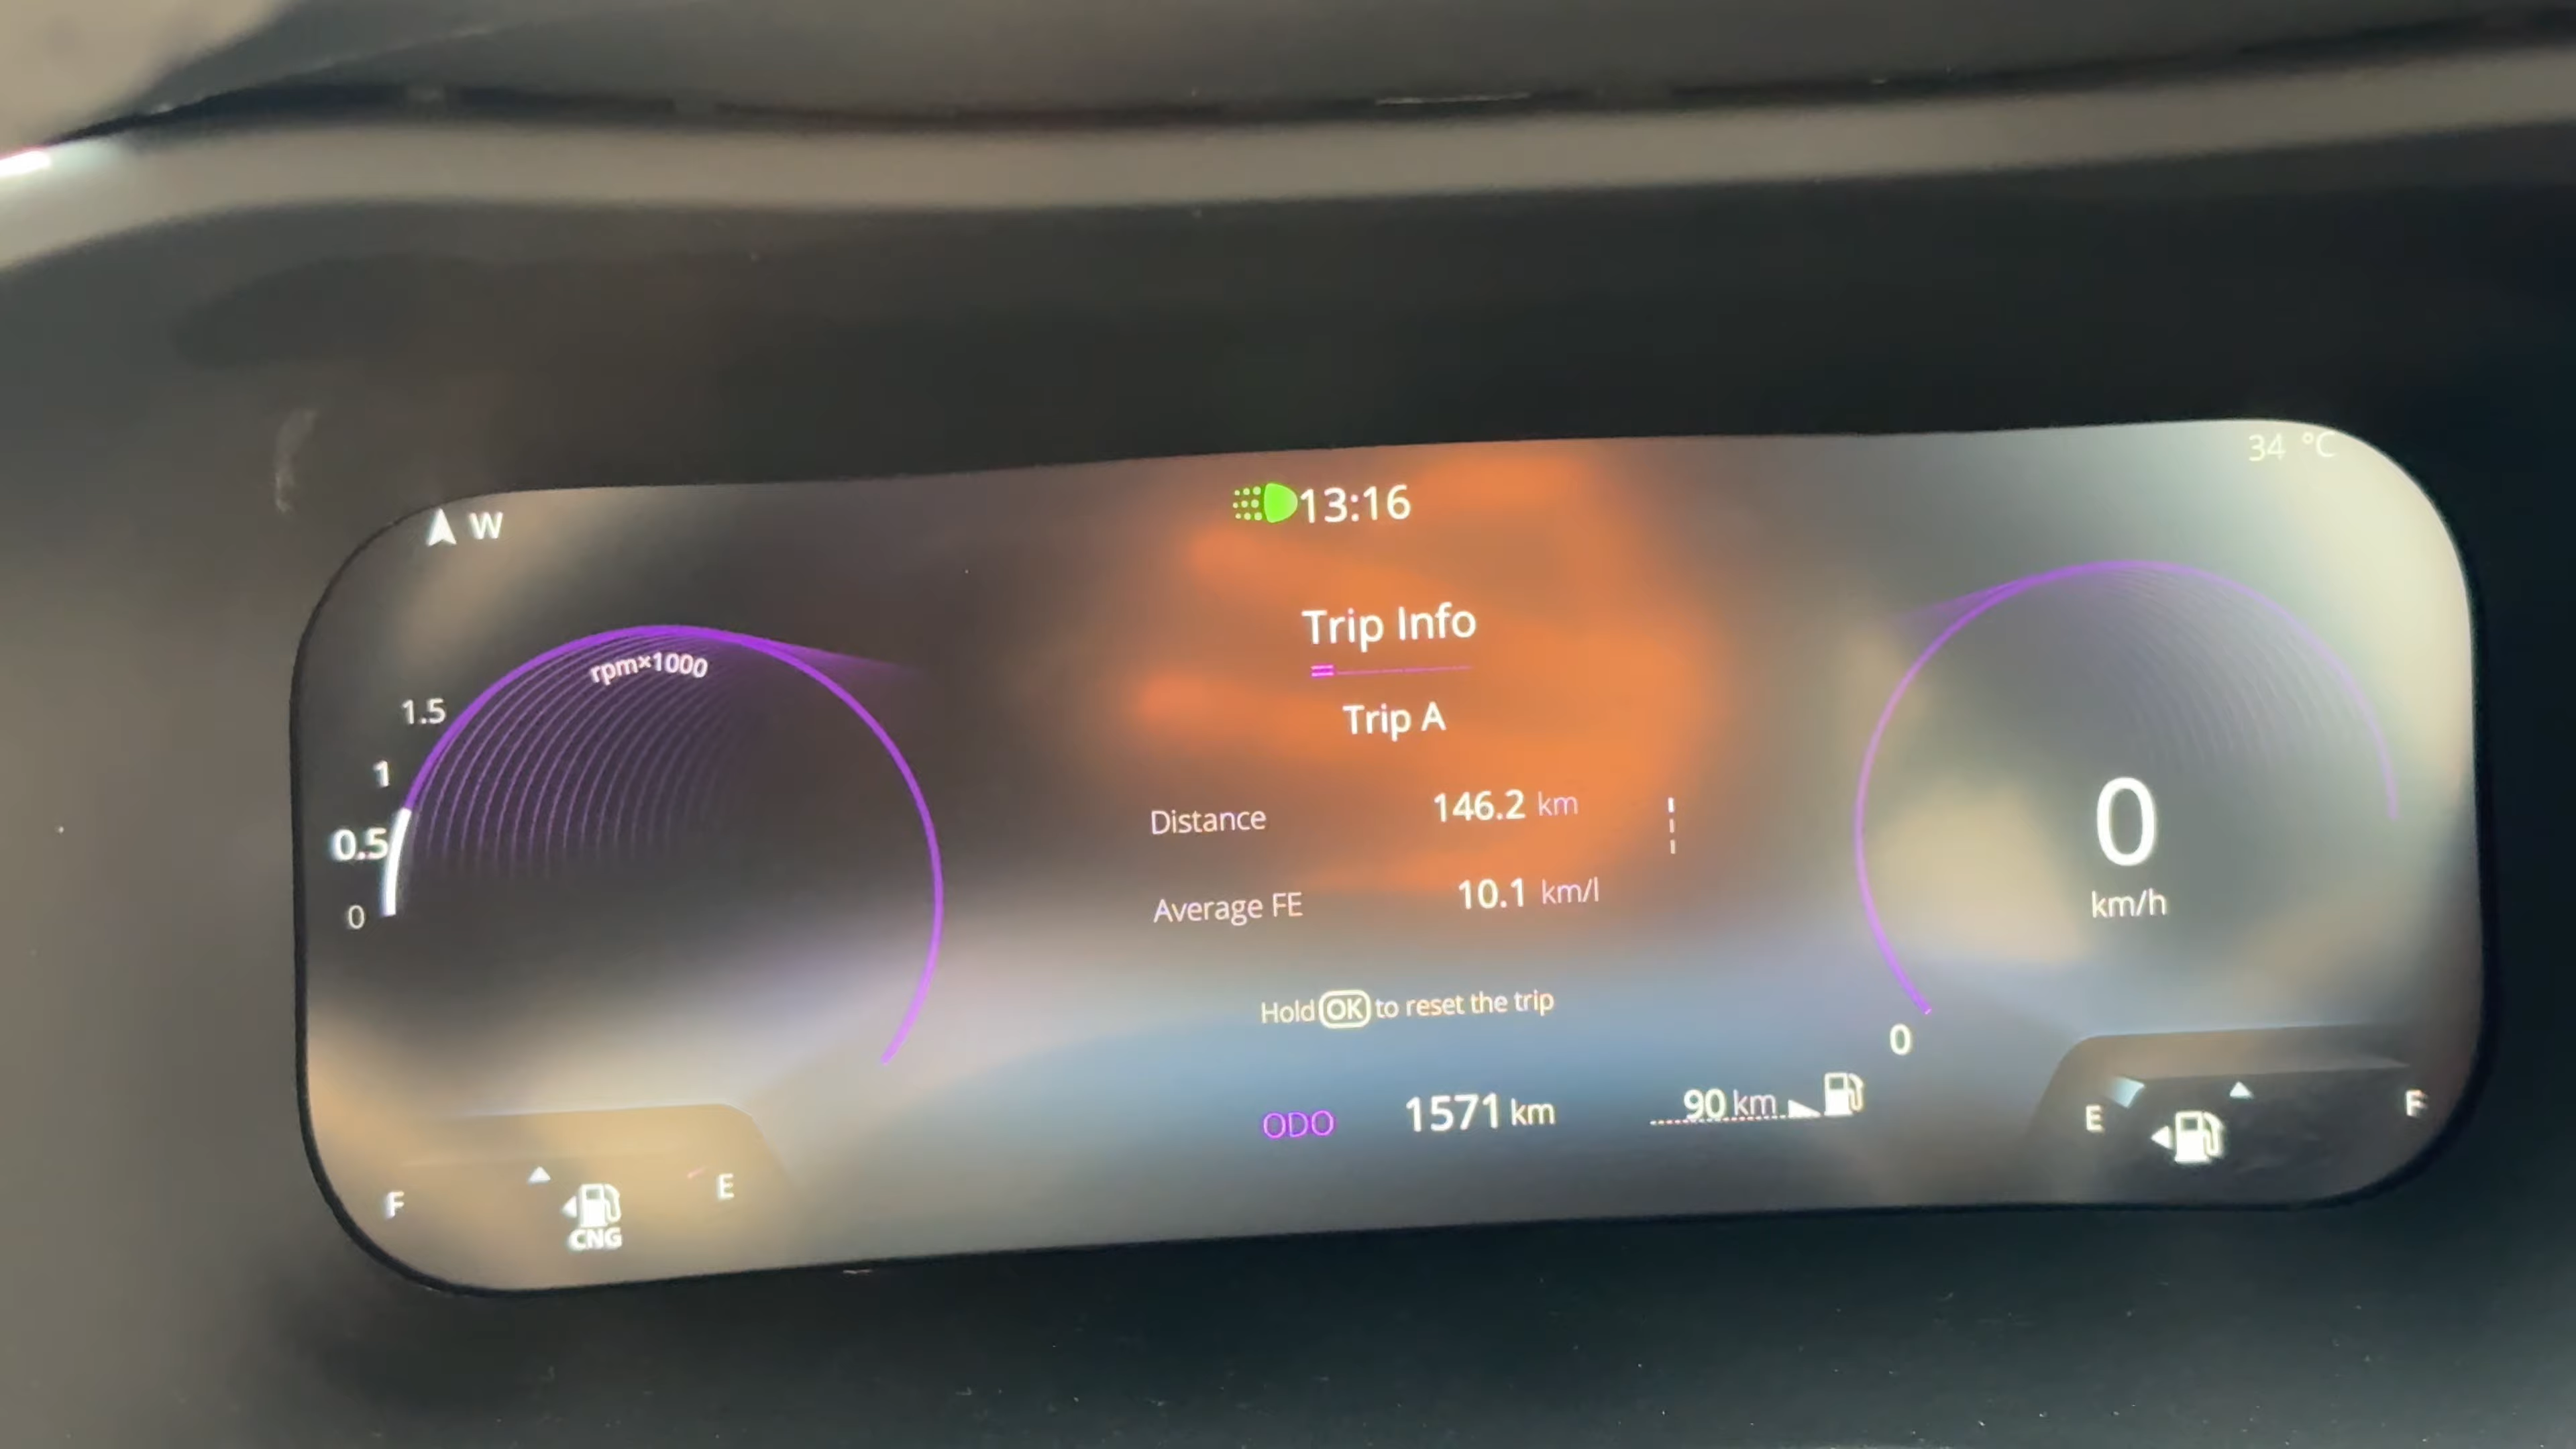 W
13:16
34 °C
rpm×1000
1.5
1
0.5
0
Trip Info
Trip A
Distance 146.2 km
Average FE 10.1 km/l
Hold OK to reset the trip
0
km/h
0
ODO 1571 km
90 km
F E
CNG
E F